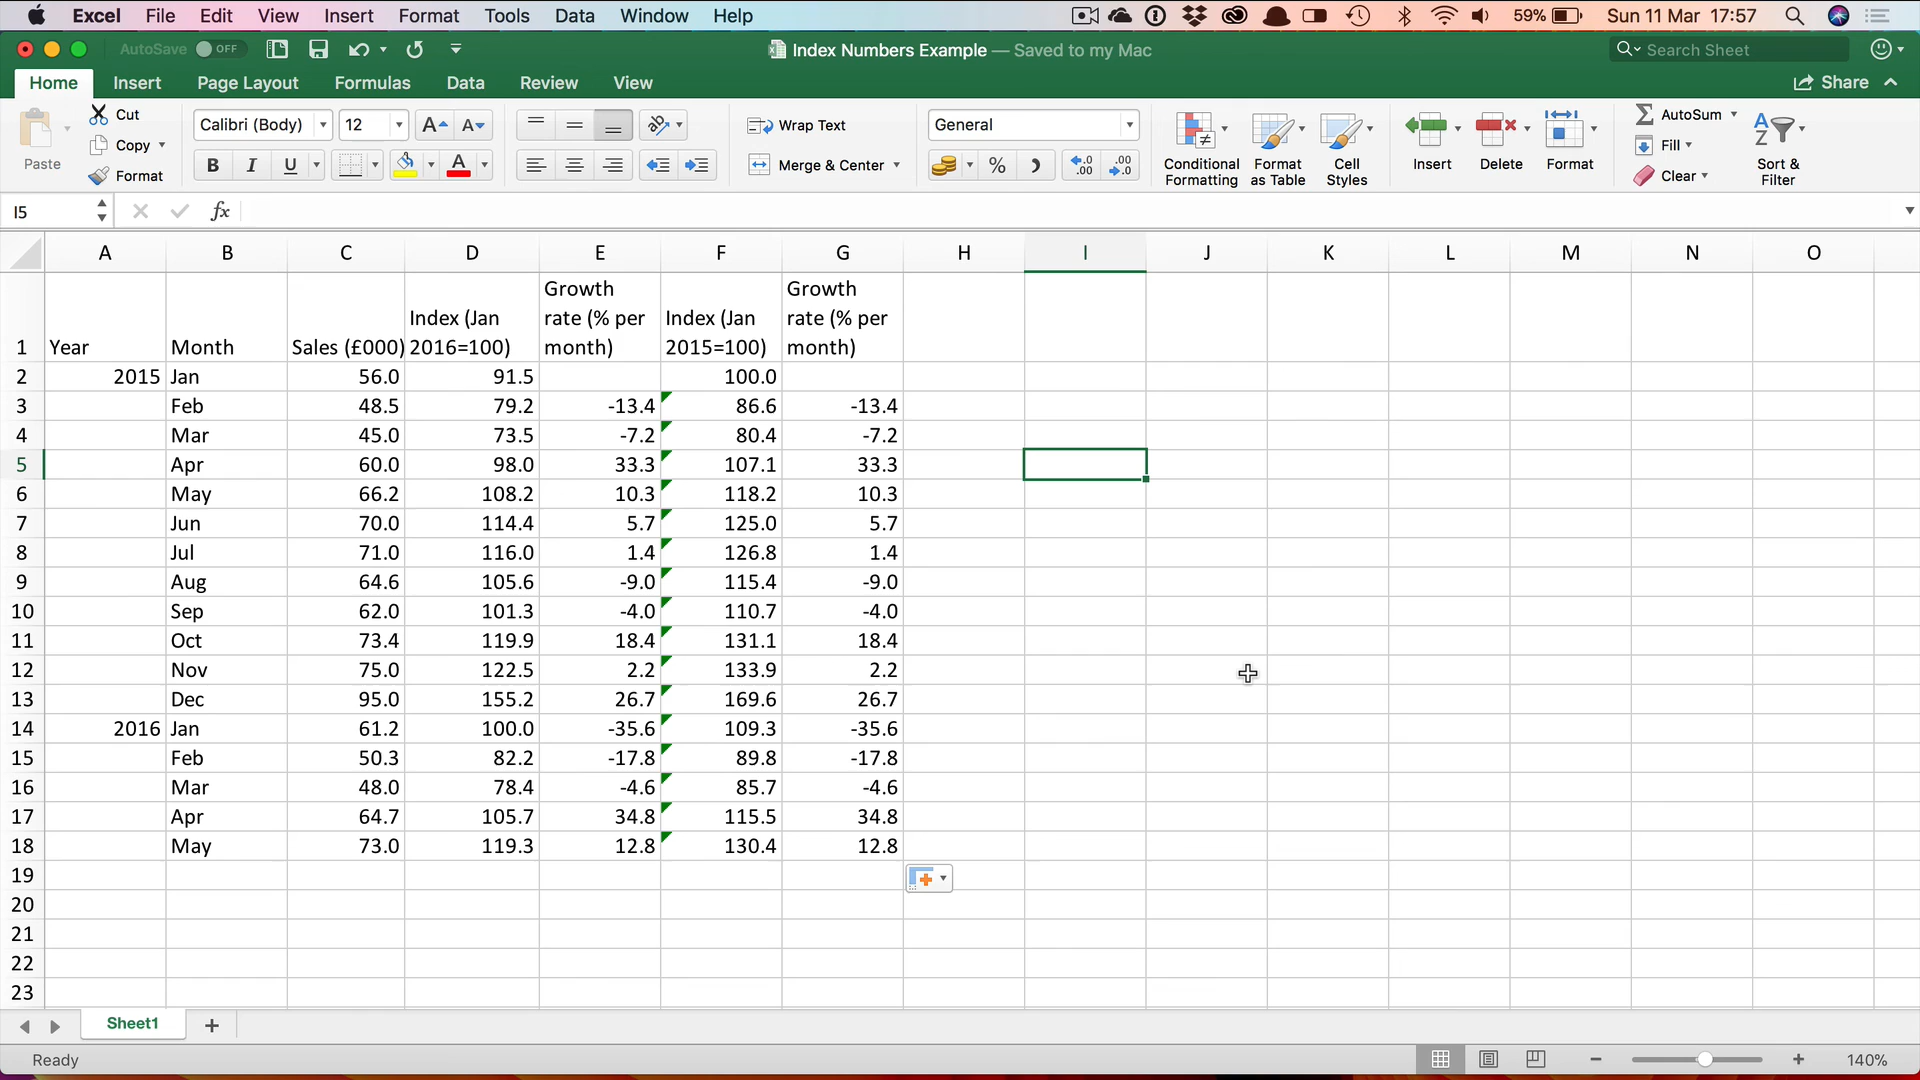 Excel File Edit View Insert Format Tools Data Window Help 59% Sun 11 Mar 17:57
AutoSave OFF Index Numbers Example — Saved to my Mac Search Sheet
Home Insert Page Layout Formulas Data Review View Share
Paste Cut Copy Format
Calibri (Body) 12 A A
B I U A
Wrap Text
Merge & Center
General
% .0 .00 .00 .0
Conditional Formatting Format as Table Cell Styles Insert Delete Format
AutoSum
Fill
Clear
A Z Sort & Filter
I5 fx
A B C D E F G H I J K L M N O
1 Year Month Sales (£000) Index (Jan 2016=100) Growth rate (% per month) Index (Jan 2015=100) Growth rate (% per month)
2 2015 Jan 56.0 91.5 100.0
3 Feb 48.5 79.2 -13.4 86.6 -13.4
4 Mar 45.0 73.5 -7.2 80.4 -7.2
5 Apr 60.0 98.0 33.3 107.1 33.3
6 May 66.2 108.2 10.3 118.2 10.3
7 Jun 70.0 114.4 5.7 125.0 5.7
8 Jul 71.0 116.0 1.4 126.8 1.4
9 Aug 64.6 105.6 -9.0 115.4 -9.0
10 Sep 62.0 101.3 -4.0 110.7 -4.0
11 Oct 73.4 119.9 18.4 131.1 18.4
12 Nov 75.0 122.5 2.2 133.9 2.2
13 Dec 95.0 155.2 26.7 169.6 26.7
14 2016 Jan 61.2 100.0 -35.6 109.3 -35.6
15 Feb 50.3 82.2 -17.8 89.8 -17.8
16 Mar 48.0 78.4 -4.6 85.7 -4.6
17 Apr 64.7 105.7 34.8 115.5 34.8
18 May 73.0 119.3 12.8 130.4 12.8
19
20
21
22
23
Sheet1 +
Ready 140%